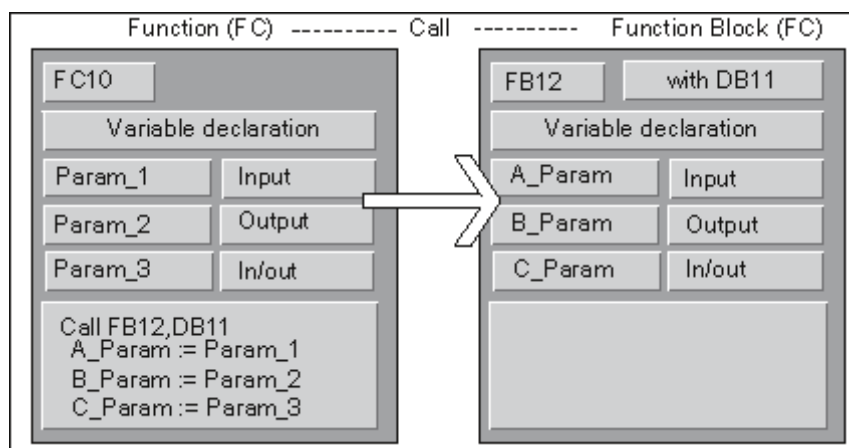 Function (FC) ----------- Call ---------- Function Block (FC)
FC10
Variable declaration
Param_1 Input
Param_2 Output
Param_3 In/out
Call FB12,DB11
A_Param := Param_1
B_Param := Param_2
C_Param := Param_3
FB12 with DB11
Variable declaration
A_Param Input
B_Param Output
C_Param In/out